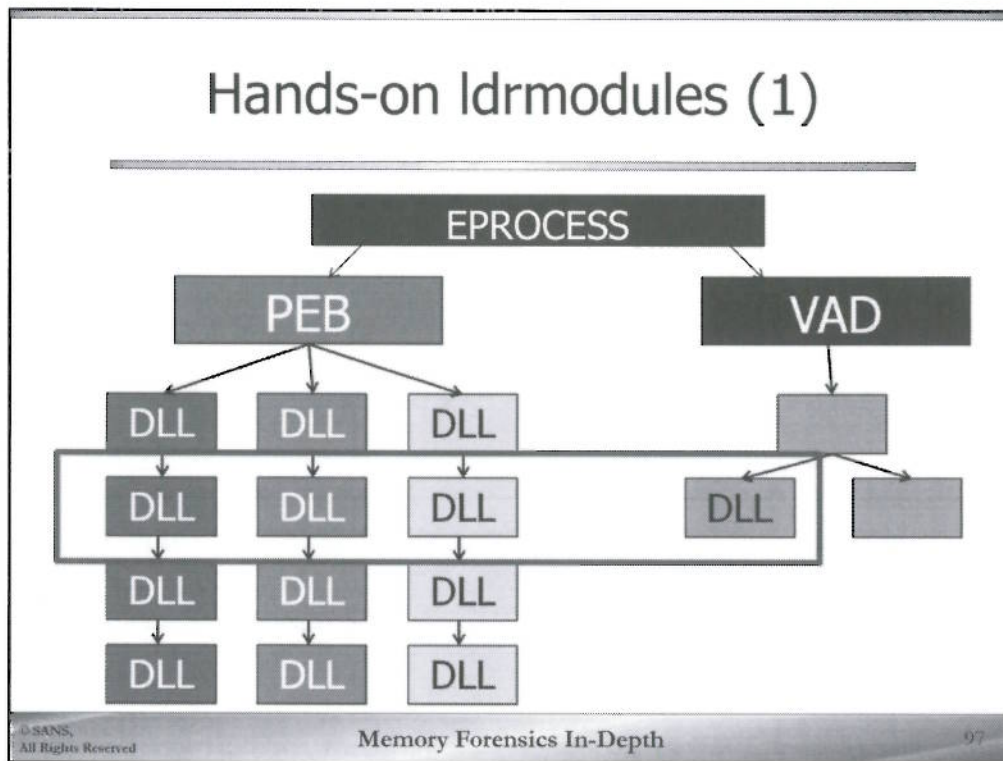 Hands-on ldrmodules (1)
EPROCESS
PEB
VAD
DLL DLL DLL
DLL DLL DLL DLL
DLL DLL DLL
DLL DLL DLL
© SANS,
All Rights Reserved
Memory Forensics In-Depth
97